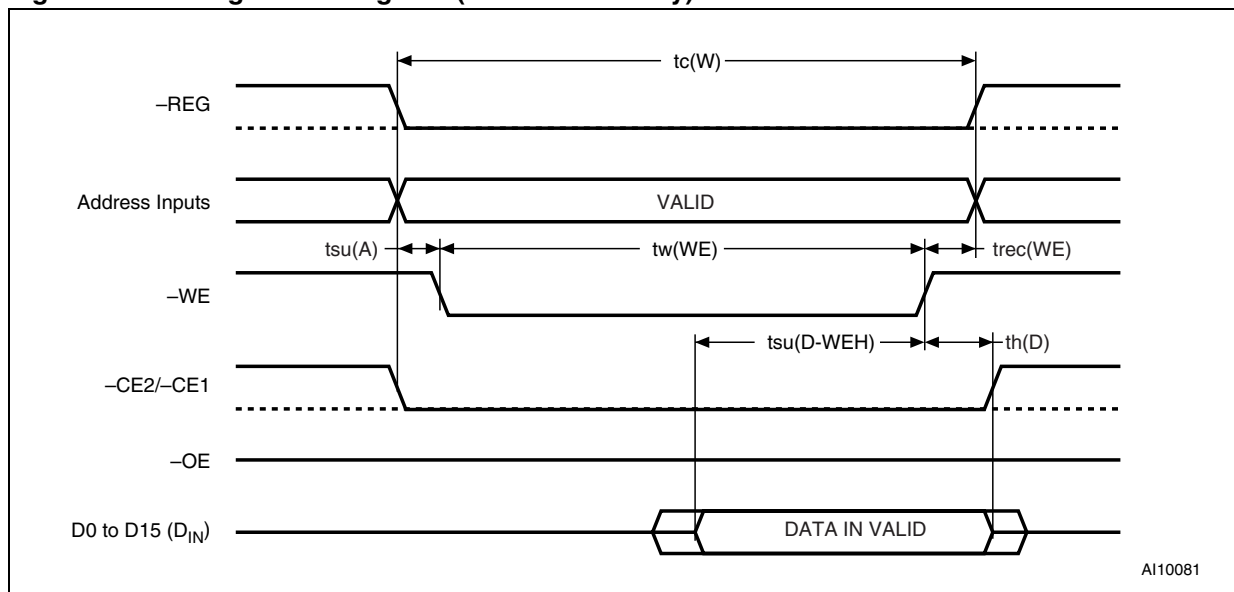 tc(W)
–REG
Address Inputs
VALID
tsu(A)
tw(WE)
trec(WE)
–WE
tsu(D-WEH)
th(D)
–CE2/–CE1
–OE
D0 to D15 (DIN)
DATA IN VALID
AI10081